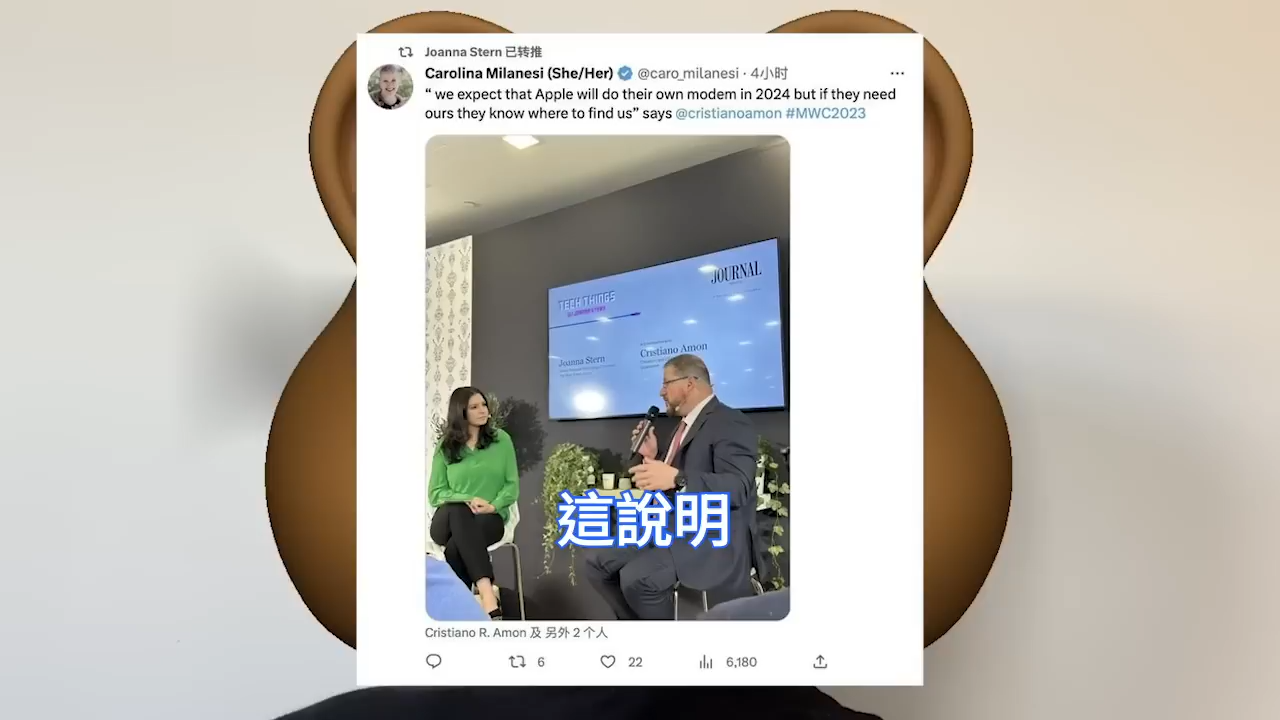 Joanna Stern 已转推
Carolina Milanesi (She/Her) @caro_milanesi · 4小时
“ we expect that Apple will do their own modem in 2024 but if they need
ours they know where to find us” says @cristianoamon #MWC2023
JOURNAL
TECH THINGS
Joanna Stern
Cristiano Amon
這說明
Cristiano R. Amon 及 另外 2 个人
6
22
6,180